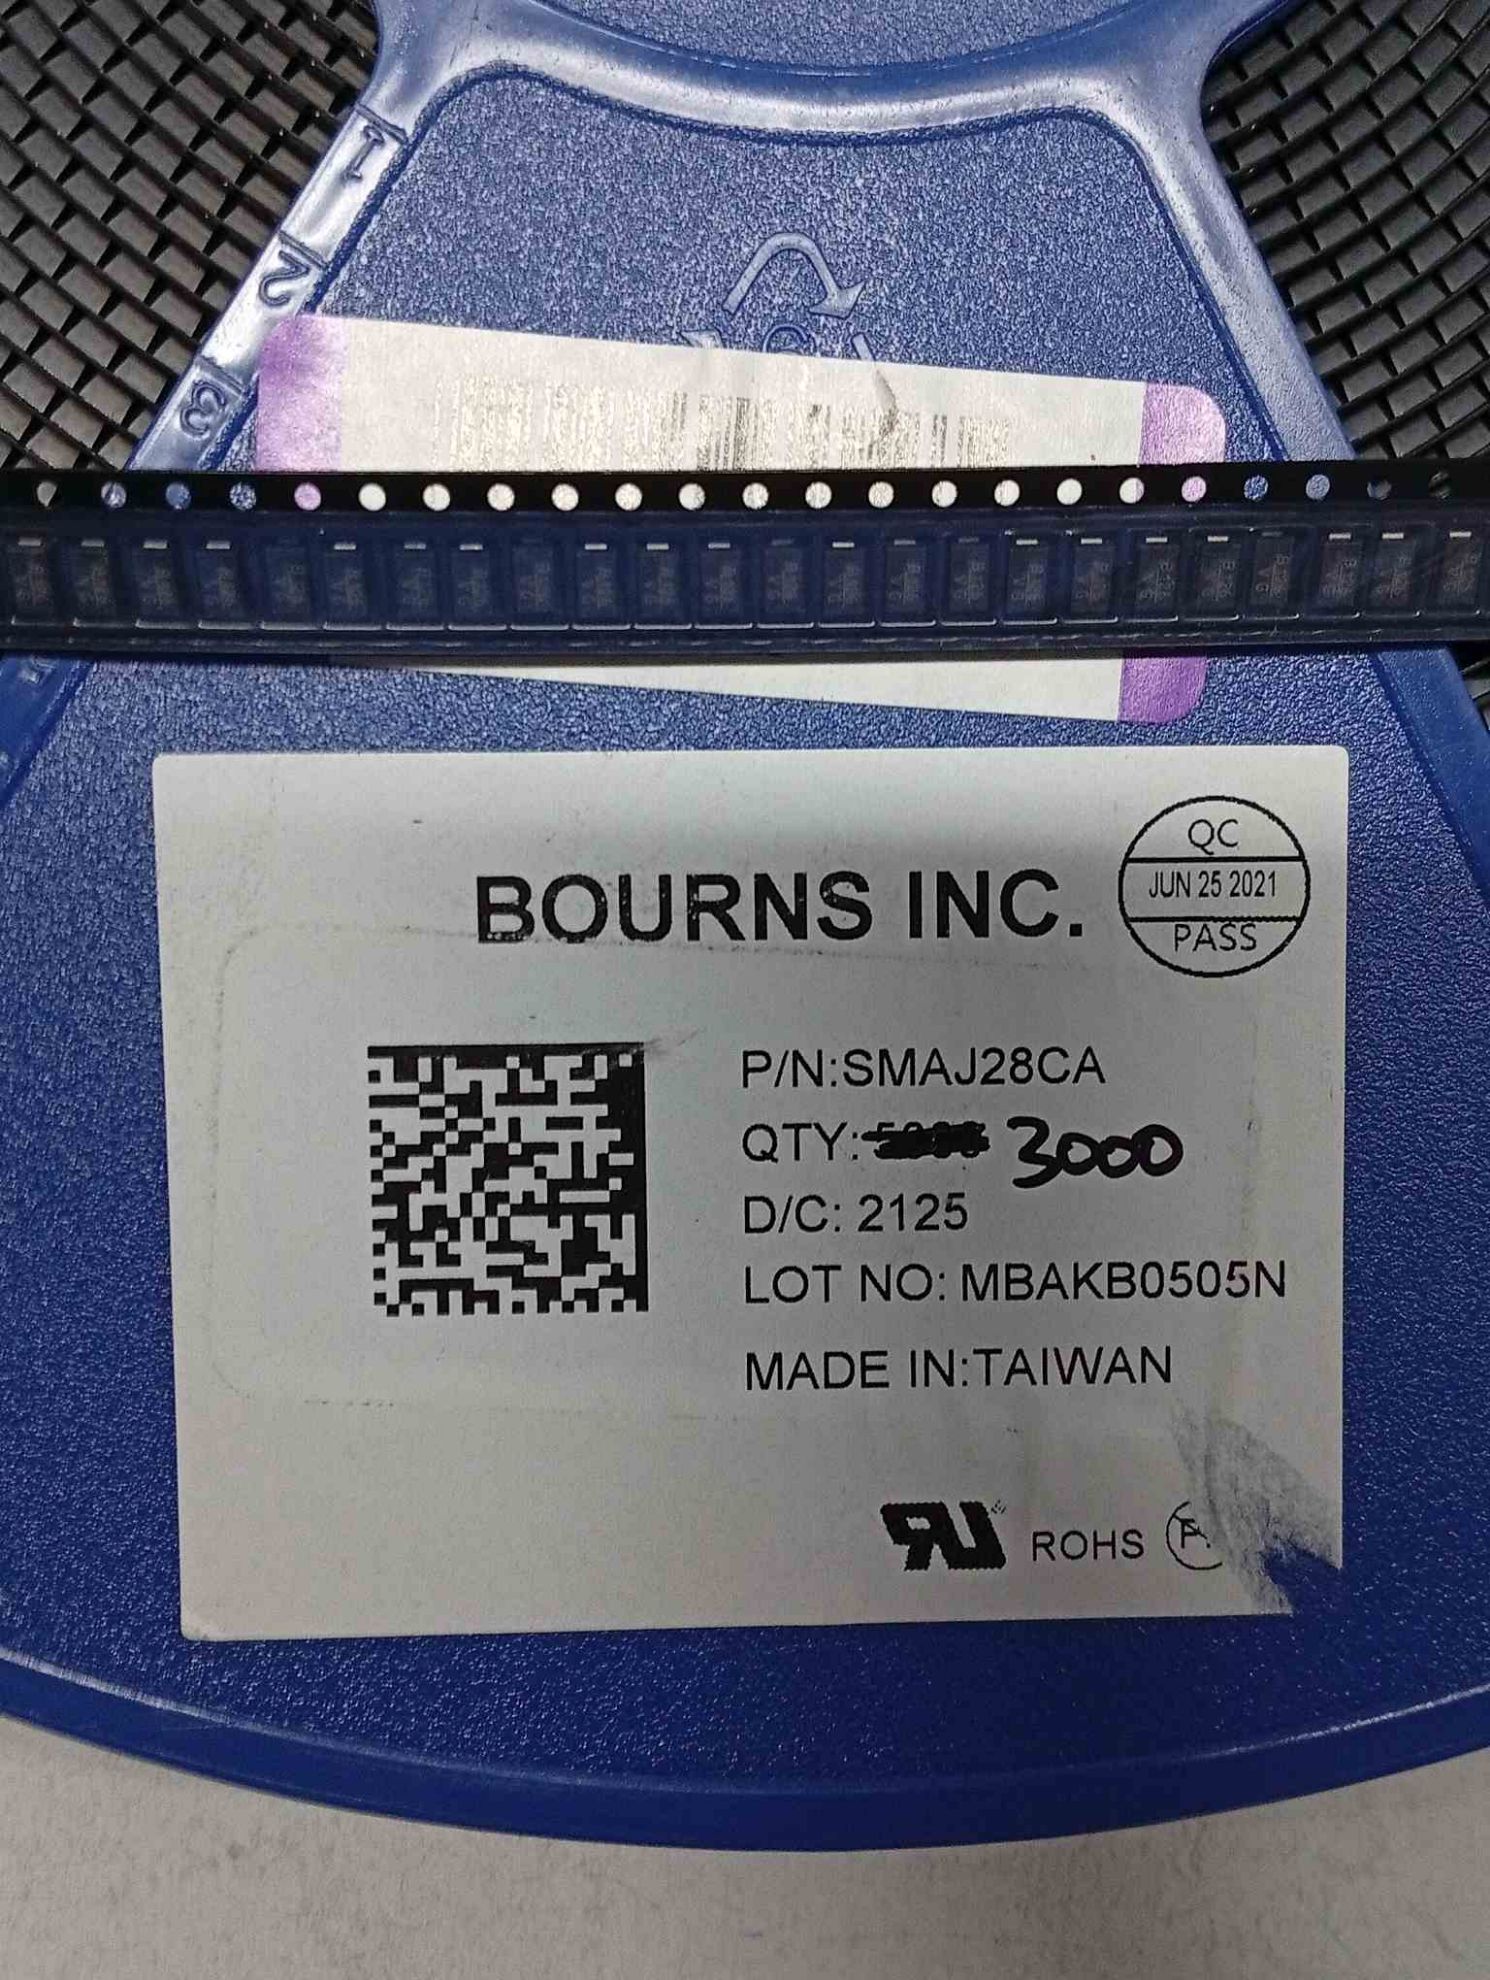 1
2
3
BOURNS INC.
QC
JUN 25 2021
PASS
P/N:SMAJ28CA
QTY: 3000
D/C: 2125
LOT NO: MBAKB0505N
MADE IN:TAIWAN
ROHS